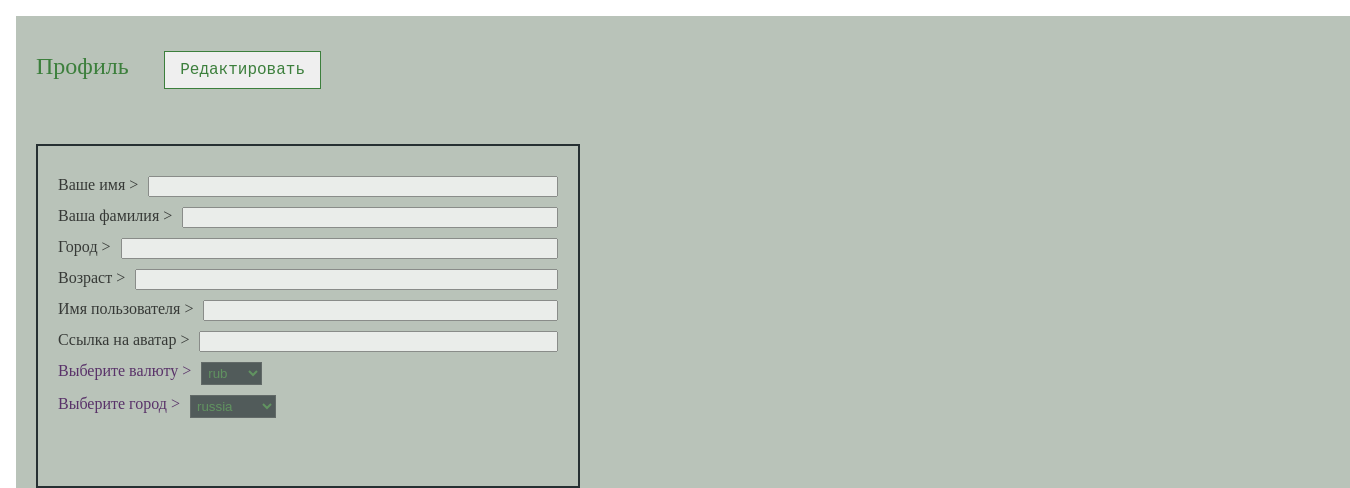 Профиль Редактировать
Ваше имя >
Ваша фамилия >
Город >
Возраст >
Имя пользователя >
Ссылка на аватар >
Выберите валюту > rub
Выберите город > russia